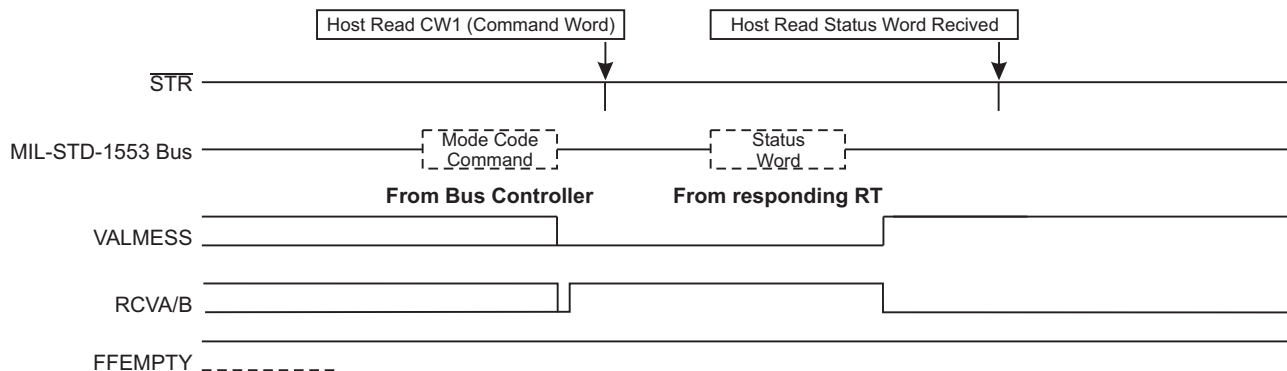 Host Read CW1 (Command Word)
Host Read Status Word Recived
STR
MIL-STD-1553 Bus
Mode Code
Command
Status
Word
From Bus Controller
From responding RT
VALMESS
RCVA/B
FFEMPTY